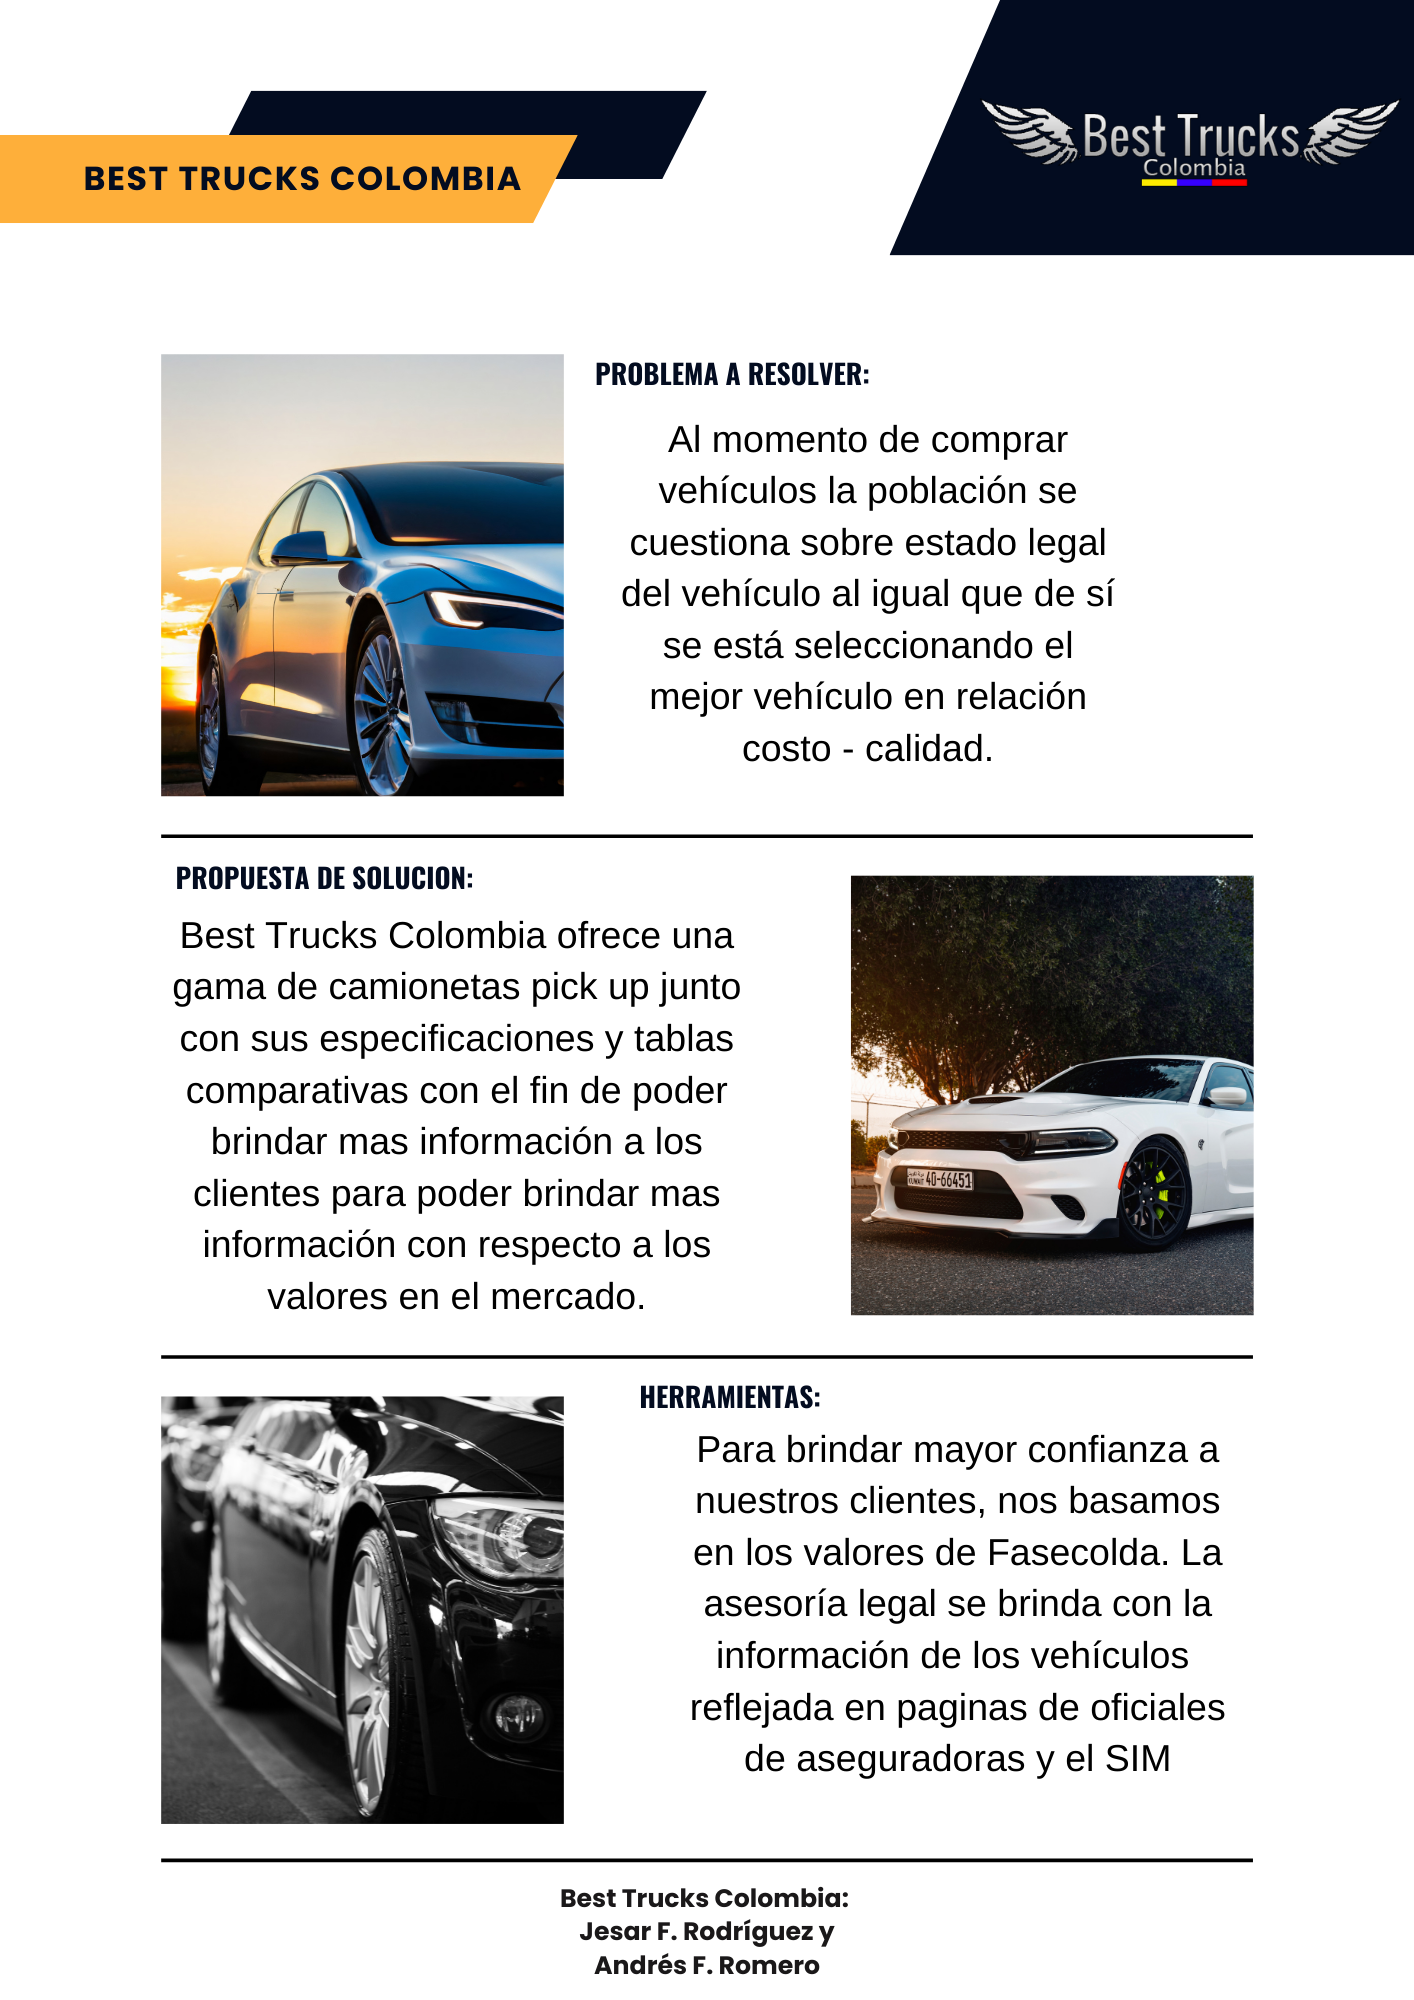 BEST TRUCKS COLOMBIA
Best Trucks
Colombia
PROBLEMA A RESOLVER:
Al momento de comprar
vehículos la población se
cuestiona sobre estado legal
del vehículo al igual que de sí
se está seleccionando el
mejor vehículo en relación
costo - calidad.
PROPUESTA DE SOLUCION:
Best Trucks Colombia ofrece una
gama de camionetas pick up junto
con sus especificaciones y tablas
comparativas con el fin de poder
brindar mas información a los
clientes para poder brindar mas
información con respecto a los
valores en el mercado.
KUWAIT 40-66451
HERRAMIENTAS:
Para brindar mayor confianza a
nuestros clientes, nos basamos
en los valores de Fasecolda. La
asesoría legal se brinda con la
información de los vehículos
reflejada en paginas de oficiales
de aseguradoras y el SIM
Best Trucks Colombia:
Jesar F. Rodríguez y
Andrés F. Romero